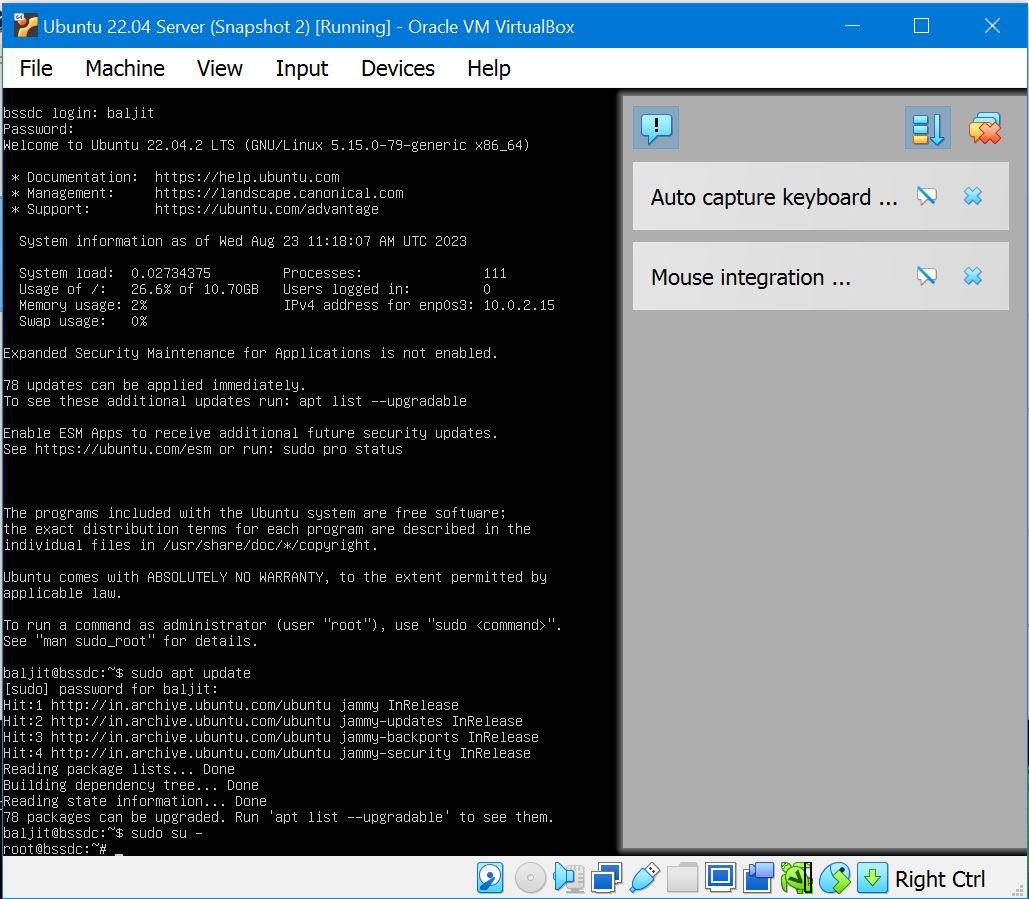 Ubuntu 22.04 Server (Snapshot 2) [Running] - Oracle VM VirtualBox
File Machine View Input Devices Help
bssdc login: baljit
Password:
Welcome to Ubuntu 22.04.2 LTS (GNU/Linux 5.15.0-79-generic x86_64)
* Documentation: https://help.ubuntu.com
* Management: https://landscape.canonical.com
* Support: https://ubuntu.com/advantage
System information as of Wed Aug 23 11:18:07 AM UTC 2023
System load: 0.02734375 Processes: 111
Usage of /: 26.6% of 10.70GB Users logged in: 0
Memory usage: 2% IPv4 address for enp0s3: 10.0.2.15
Swap usage: 0%
Expanded Security Maintenance for Applications is not enabled.
78 updates can be applied immediately.
To see these additional updates run: apt list --upgradable
Enable ESM Apps to receive additional future security updates.
See https://ubuntu.com/esm or run: sudo pro status
The programs included with the Ubuntu system are free software;
the exact distribution terms for each program are described in the
individual files in /usr/share/doc/*/copyright.
Ubuntu comes with ABSOLUTELY NO WARRANTY, to the extent permitted by
applicable law.
To run a command as administrator (user "root"), use "sudo <command>".
See "man sudo_root" for details.
baljit@bssdc:~$ sudo apt update
[sudo] password for baljit:
Hit:1 http://in.archive.ubuntu.com/ubuntu jammy InRelease
Hit:2 http://in.archive.ubuntu.com/ubuntu jammy-updates InRelease
Hit:3 http://in.archive.ubuntu.com/ubuntu jammy-backports InRelease
Hit:4 http://in.archive.ubuntu.com/ubuntu jammy-security InRelease
Reading package lists... Done
Building dependency tree... Done
Reading state information... Done
78 packages can be upgraded. Run 'apt list --upgradable' to see them.
baljit@bssdc:~$ sudo su -
root@bssdc:~# _
Auto capture keyboard ...
Mouse integration ...
Right Ctrl